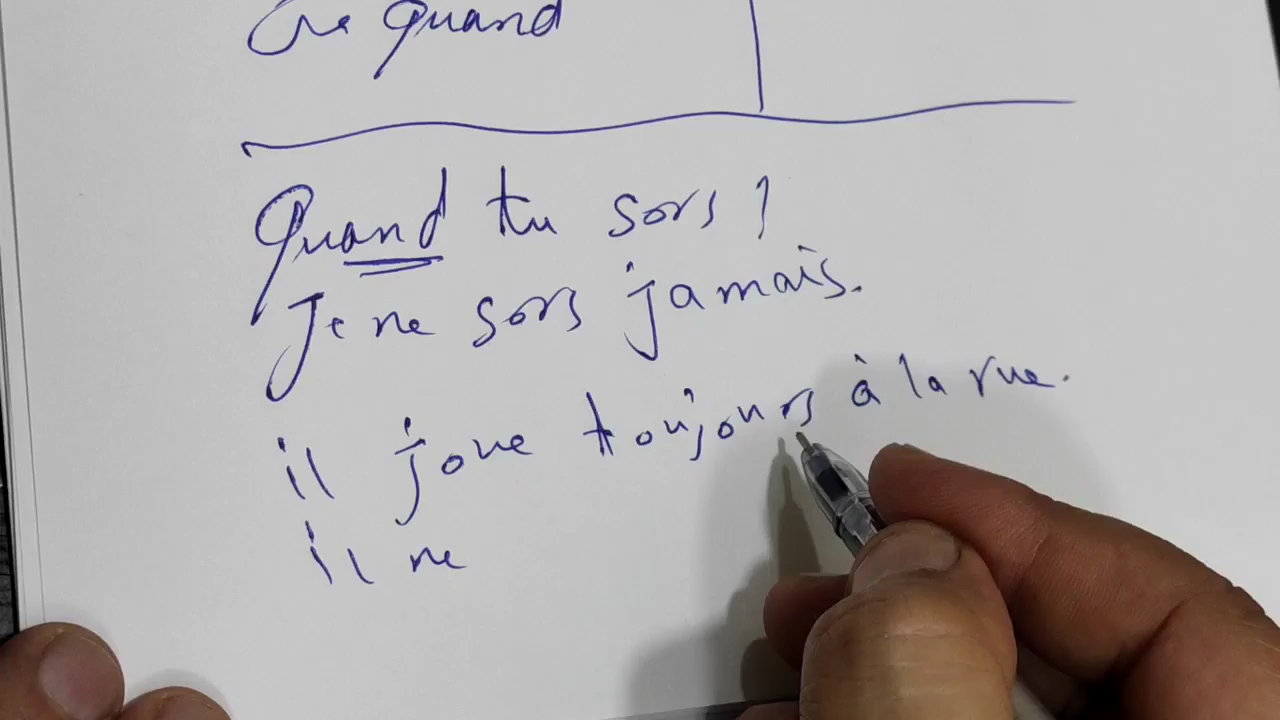 quand
Quand tu sors ?
Je ne sors jamais.
il joue toujours à la rue.
il ne